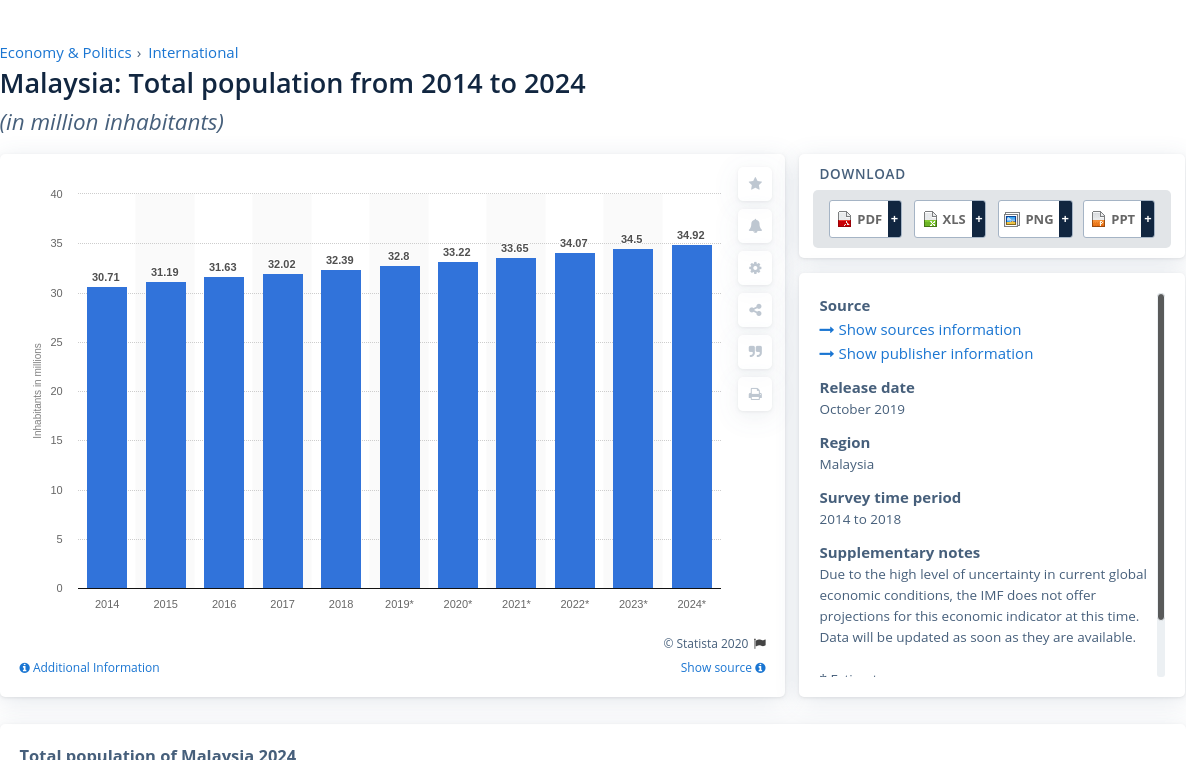 Economy & Politics › International
Malaysia: Total population from 2014 to 2024
(in million inhabitants)
40
35
30
25
20
15
10
5
0
Inhabitants in millions
30.71
31.19
31.63
32.02
32.39
32.8
33.22
33.65
34.07
34.5
34.92
2014 2015 2016 2017 2018 2019* 2020* 2021* 2022* 2023* 2024*
© Statista 2020
Additional Information
Show source
DOWNLOAD
PDF + XLS + PNG + PPT +
Source
Show sources information
Show publisher information
Release date
October 2019
Region
Malaysia
Survey time period
2014 to 2018
Supplementary notes
Due to the high level of uncertainty in current global
economic conditions, the IMF does not offer
projections for this economic indicator at this time.
Data will be updated as soon as they are available.
Total population of Malaysia 2024